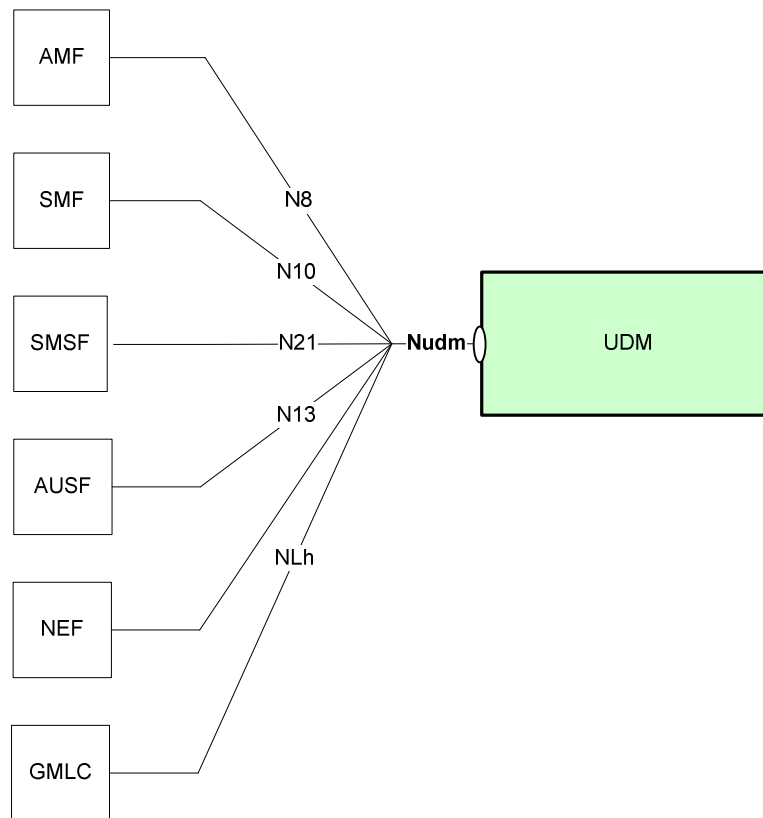 AMF
N8
SMF
N10
SMSF
N21
Nudm
UDM
N13
AUSF
NLh
NEF
GMLC